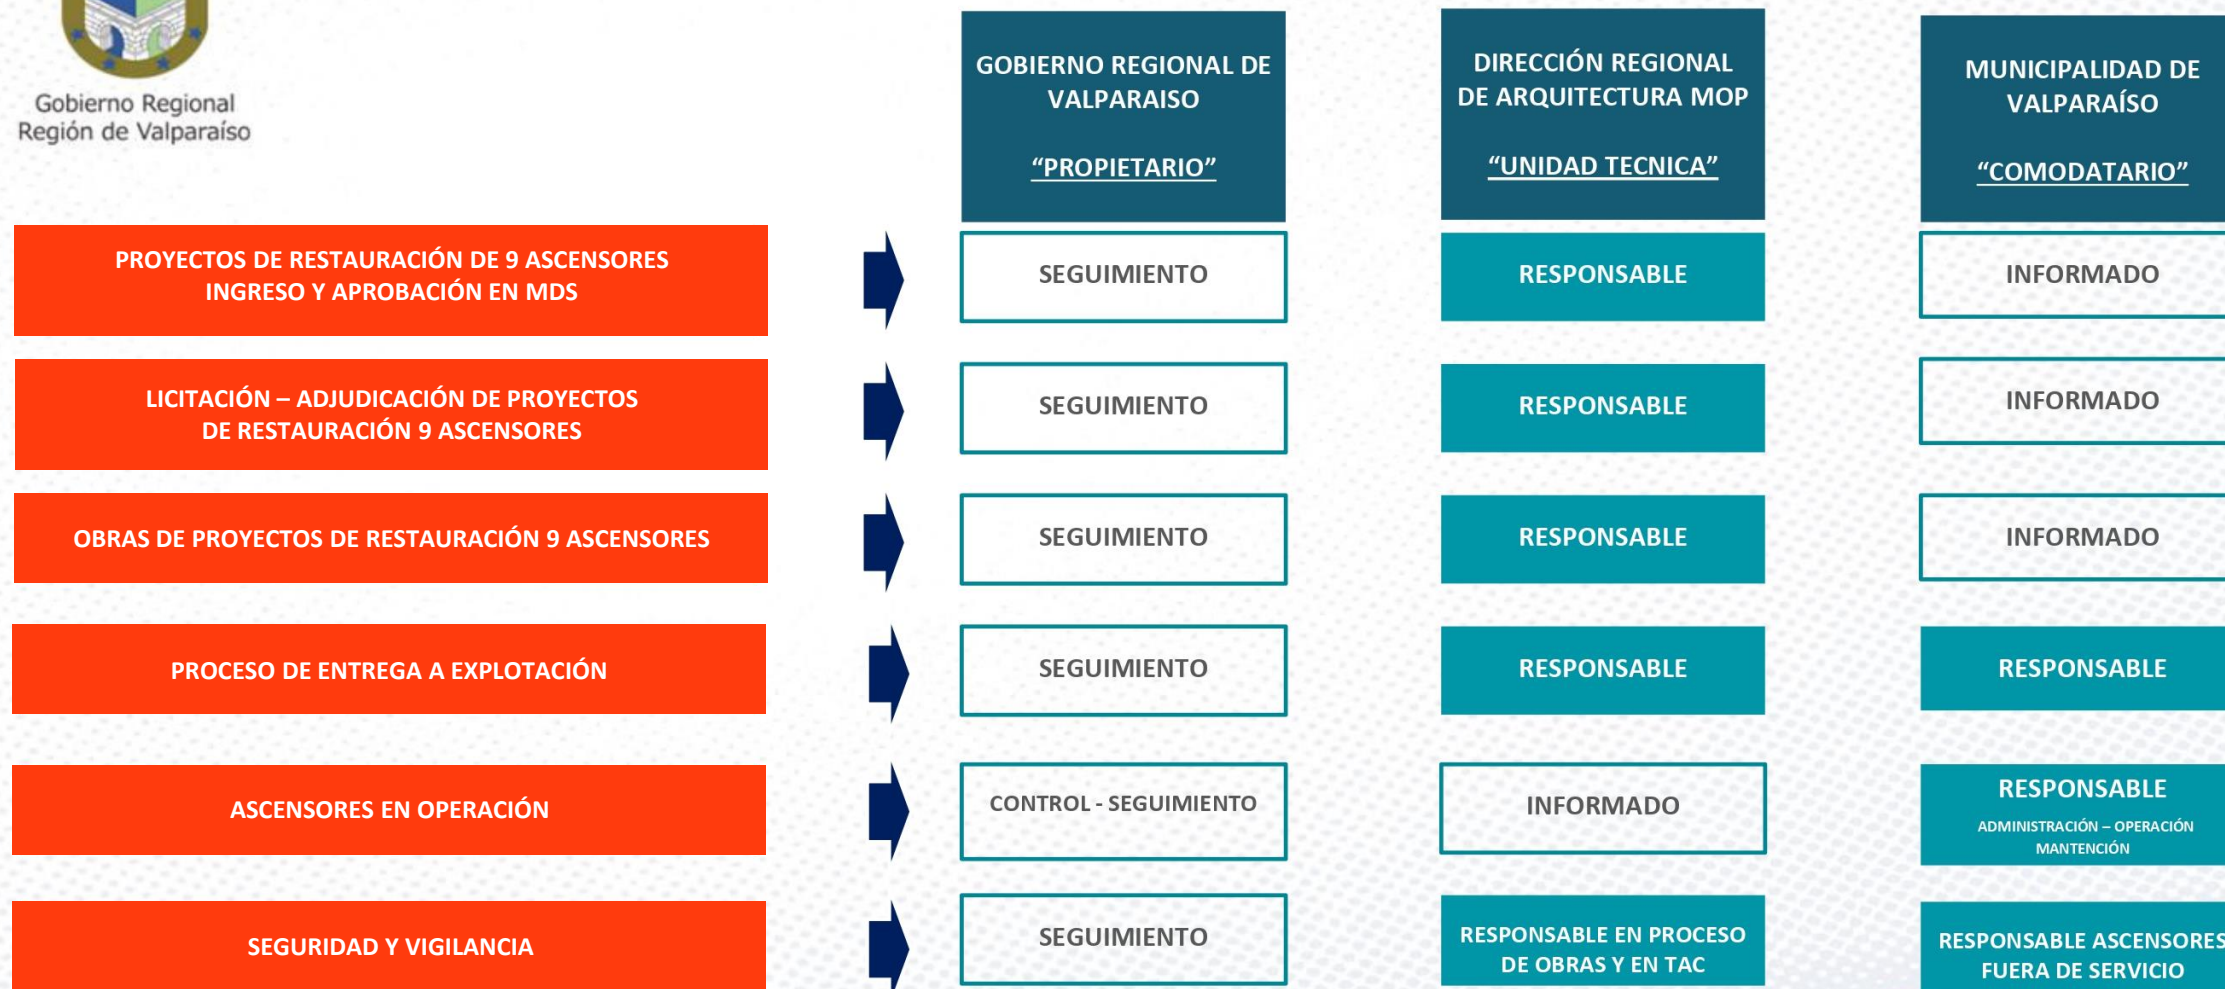 Gobierno Regional
Región de Valparaíso
GOBIERNO REGIONAL DE
VALPARAISO
“PROPIETARIO”
DIRECCIÓN REGIONAL
DE ARQUITECTURA MOP
“UNIDAD TECNICA”
MUNICIPALIDAD DE
VALPARAÍSO
“COMODATARIO”
PROYECTOS DE RESTAURACIÓN DE 9 ASCENSORES
INGRESO Y APROBACIÓN EN MDS
SEGUIMIENTO
RESPONSABLE
INFORMADO
LICITACIÓN – ADJUDICACIÓN DE PROYECTOS
DE RESTAURACIÓN 9 ASCENSORES
SEGUIMIENTO
RESPONSABLE
INFORMADO
OBRAS DE PROYECTOS DE RESTAURACIÓN 9 ASCENSORES
SEGUIMIENTO
RESPONSABLE
INFORMADO
PROCESO DE ENTREGA A EXPLOTACIÓN
SEGUIMIENTO
RESPONSABLE
RESPONSABLE
ASCENSORES EN OPERACIÓN
CONTROL - SEGUIMIENTO
INFORMADO
RESPONSABLE
ADMINISTRACIÓN – OPERACIÓN
MANTENCIÓN
SEGURIDAD Y VIGILANCIA
SEGUIMIENTO
RESPONSABLE EN PROCESO
DE OBRAS Y EN TAC
RESPONSABLE ASCENSORES
FUERA DE SERVICIO